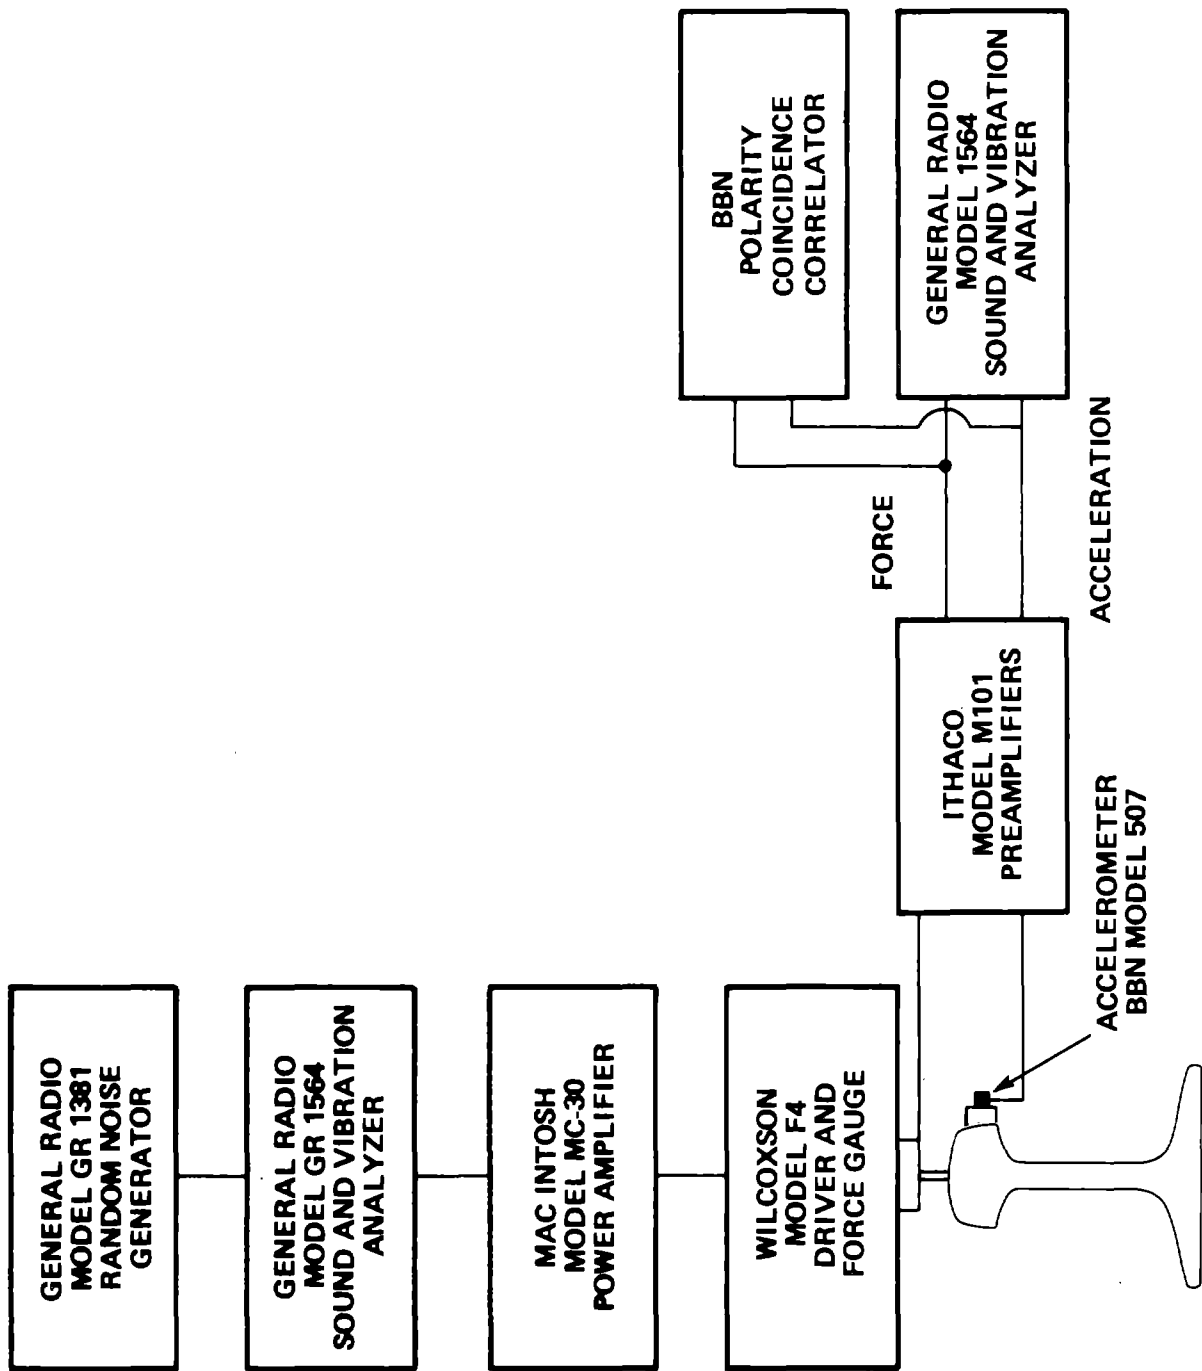 GENERAL RADIO
MODEL GR 1381
RANDOM NOISE
GENERATOR
GENERAL RADIO
MODEL GR 1564
SOUND AND VIBRATION
ANALYZER
MAC INTOSH
MODEL MC-30
POWER AMPLIFIER
WILCOXSON
MODEL F4
DRIVER AND
FORCE GAUGE
ACCELEROMETER
BBN MODEL 507
ITHACO
MODEL M101
PREAMPLIFIERS
FORCE
ACCELERATION
BBN
POLARITY
COINCIDENCE
CORRELATOR
GENERAL RADIO
MODEL 1564
SOUND AND VIBRATION
ANALYZER